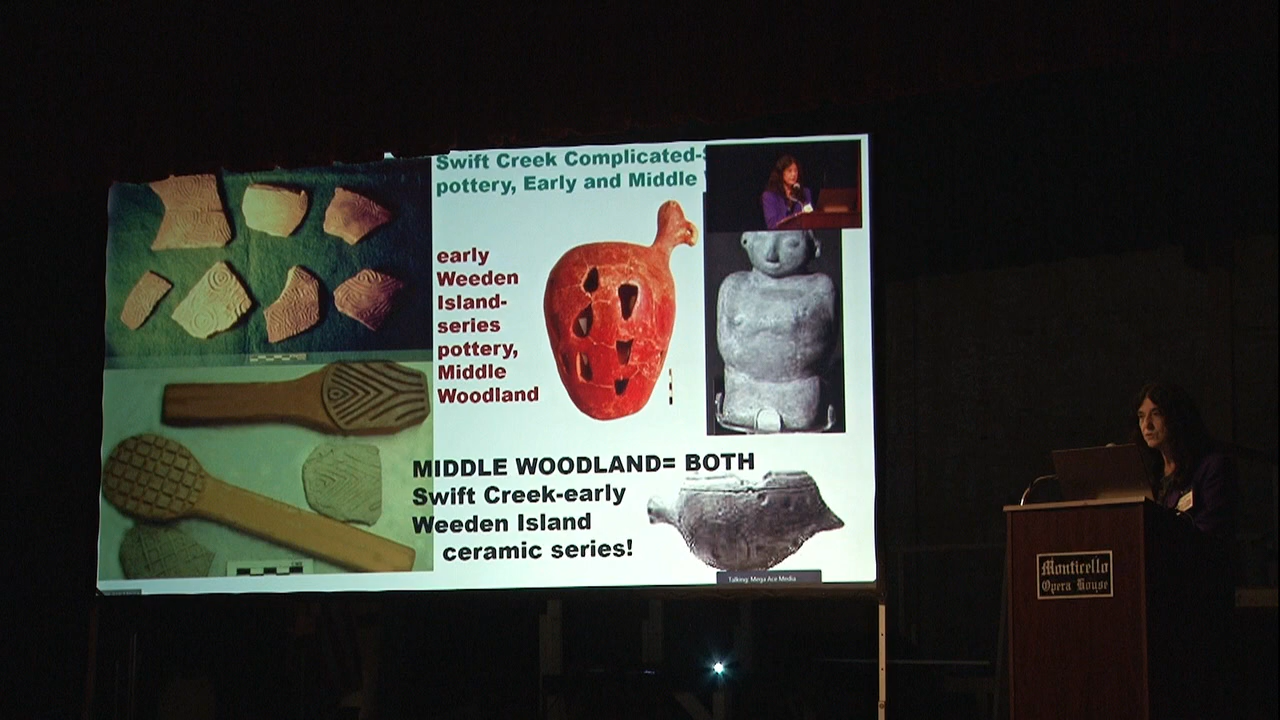 Swift Creek Complicated-
pottery, Early and Middle
early
Weeden
Island-
series
pottery,
Middle
Woodland
MIDDLE WOODLAND= BOTH
Swift Creek-early
Weeden Island
ceramic series!
Talking: Mega Ace Media
Monticello
Opera House